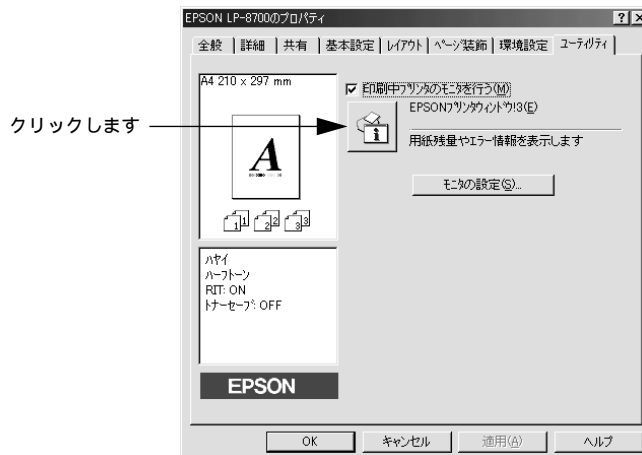 EPSON LP-8700のプロパティ
全般 詳細 共有 基本設定 レイアウト ページ装飾 環境設定 ユーティリティ
A4 210 x 297 mm
印刷中プリンタのモニタを行う(M)
EPSONプリンタウィンドウ!3(E)
クリックします
用紙残量やエラー情報を表示します
A
モニタの設定(S)...
1 1 2 2 3 3
ハヤイ
ハーフトーン
RIT: ON
トナーセーブ: OFF
EPSON
OK キャンセル 適用(A) ヘルプ